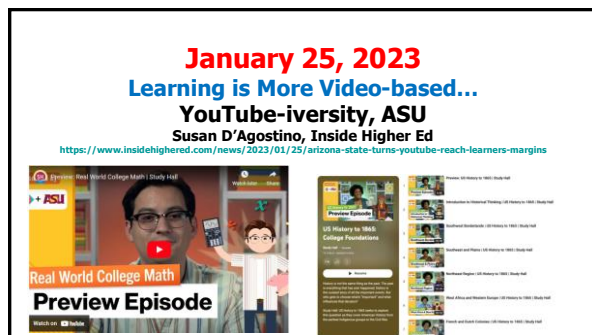 January 25, 2023
Learning is More Video-based...
YouTube-iversity, ASU
Susan D'Agostino, Inside Higher Ed
https://www.insidehighered.com/news/2023/01/25/arizona-state-turns-youtube-reach-learners-margins
SH
Preview: Real World College Math | Study Hall
Watch later
Share
+ ASU
Real World College Math
Preview Episode
Watch on YouTube
Preview Episode
US History to 1865:
College Foundations
Study Hall
Preview: US History to 1865 | Study Hall
Introduction to Historical Thinking | US History to 1865 | Study Hall
Southwest Borderlands | US History to 1865 | Study Hall
Southeast and Plains | US History to 1865 | Study Hall
Northeast Region | US History to 1865 | Study Hall
West Africa and Western Europe | US History to 1865 | Study Hall
French and Dutch Colonies | US History to 1865 | Study Hall